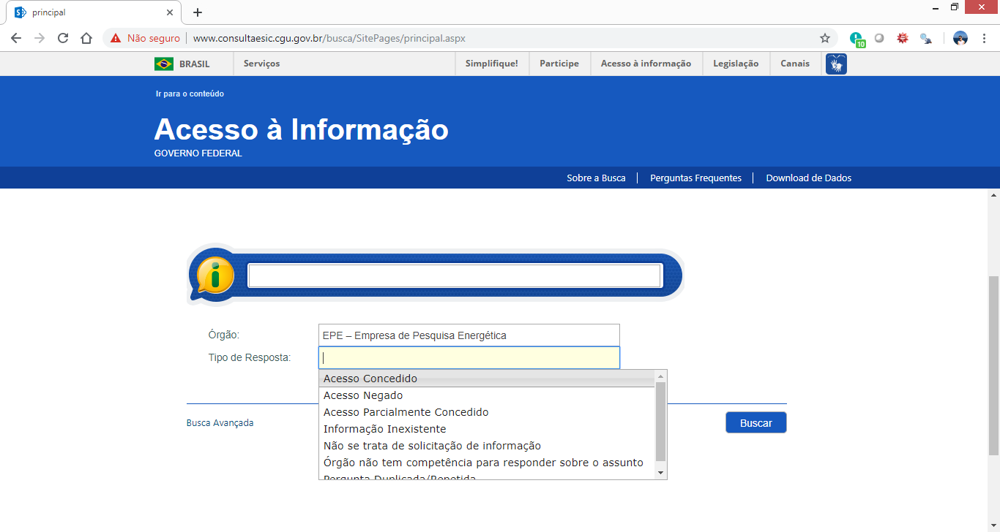 principal
Não seguro
www.consultaesic.cgu.gov.br/busca/SitePages/principal.aspx
10
BRASIL
Serviços
Simplifique!
Participe
Acesso à informação
Legislação
Canais
Ir para o conteúdo
Acesso à Informação
GOVERNO FEDERAL
Sobre a Busca
Perguntas Frequentes
Download de Dados
Órgão:
EPE – Empresa de Pesquisa Energética
Tipo de Resposta:
Acesso Concedido
Acesso Negado
Acesso Parcialmente Concedido
Informação Inexistente
Não se trata de solicitação de informação
Órgão não tem competência para responder sobre o assunto
Pergunta Duplicada/Repetida
Busca Avançada
Buscar